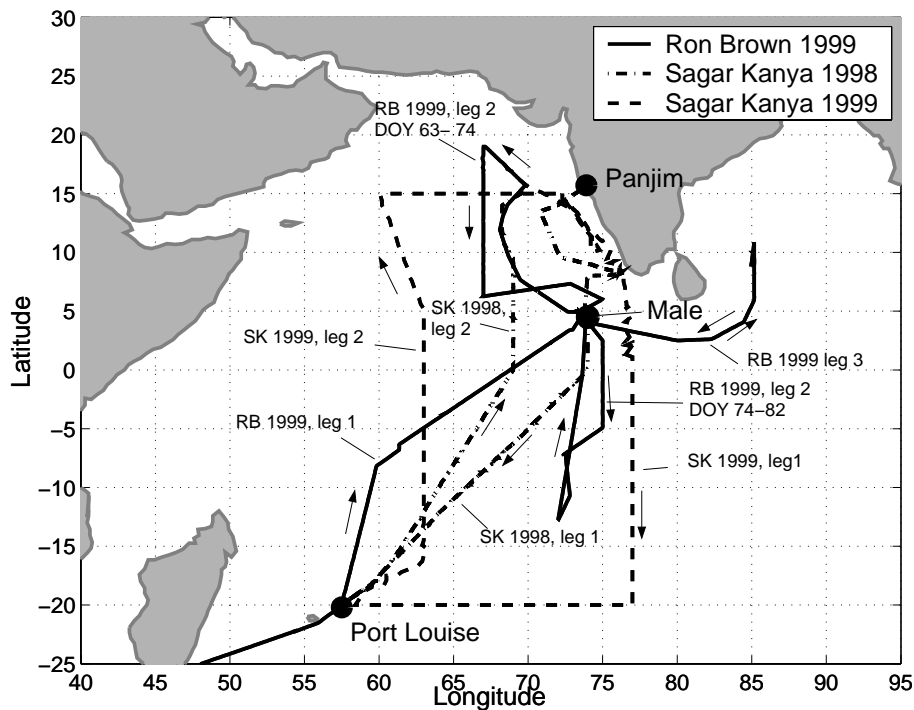 30
25
20
15
10
5
0
−5
−10
−15
−20
−25
Latitude
Ron Brown 1999
Sagar Kanya 1998
Sagar Kanya 1999
RB 1999, leg 2
DOY 63− 74
Panjim
SK 1998,
leg 2
Male
SK 1999, leg 2
RB 1999 leg 3
RB 1999, leg 2
DOY 74−82
RB 1999, leg 1
SK 1999, leg1
SK 1998, leg 1
Port Louise
40 45 50 55 60 65 70 75 80 85 90 95
Longitude